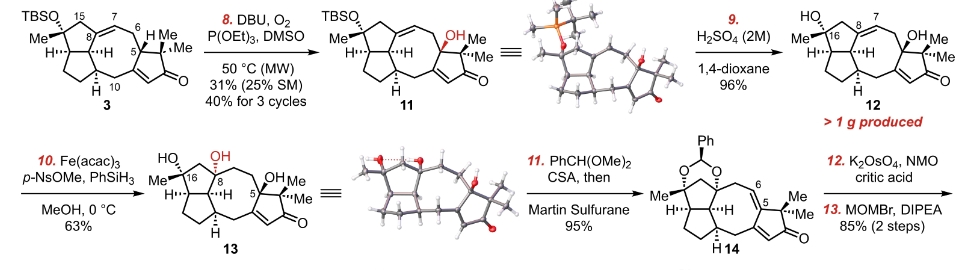 TBSO
15
Me
7
8
6
H
H
5
H
Me
Me
H
10
O
3
8. DBU, O2
P(OEt)3, DMSO
50 °C (MW)
31% (25% SM)
40% for 3 cycles
TBSO
Me
OH
H
H
Me
Me
H
O
11
9.
H2SO4 (2M)
1,4-dioxane
96%
HO
16
Me
8
7
OH
H
H
Me
Me
H
O
12
> 1 g produced
10. Fe(acac)3
p-NsOMe, PhSiH3
MeOH, 0 °C
63%
HO
OH
Me
16
8
OH
H
H
5
Me
Me
H
O
13
11. PhCH(OMe)2
CSA, then
Martin Sulfurane
95%
Ph
O
O
Me
6
H
H
5
Me
Me
H
O
14
12. K2OsO4, NMO
critic acid
13. MOMBr, DIPEA
85% (2 steps)